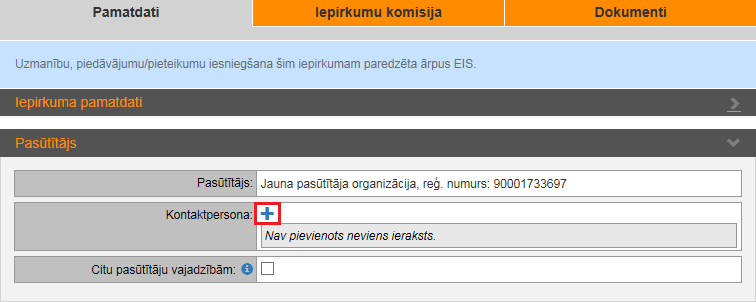 Pamatdati Iepirkumu komisija Dokumenti
Uzmanību, piedāvājumu/pieteikumu iesniegšana šim iepirkumam paredzēta ārpus EIS.
Iepirkuma pamatdati
Pasūtītājs
Pasūtītājs: Jauna pasūtītāja organizācija, reģ. numurs: 90001733697
Kontaktpersona:
Nav pievienots neviens ieraksts.
Citu pasūtītāju vajadzībām: